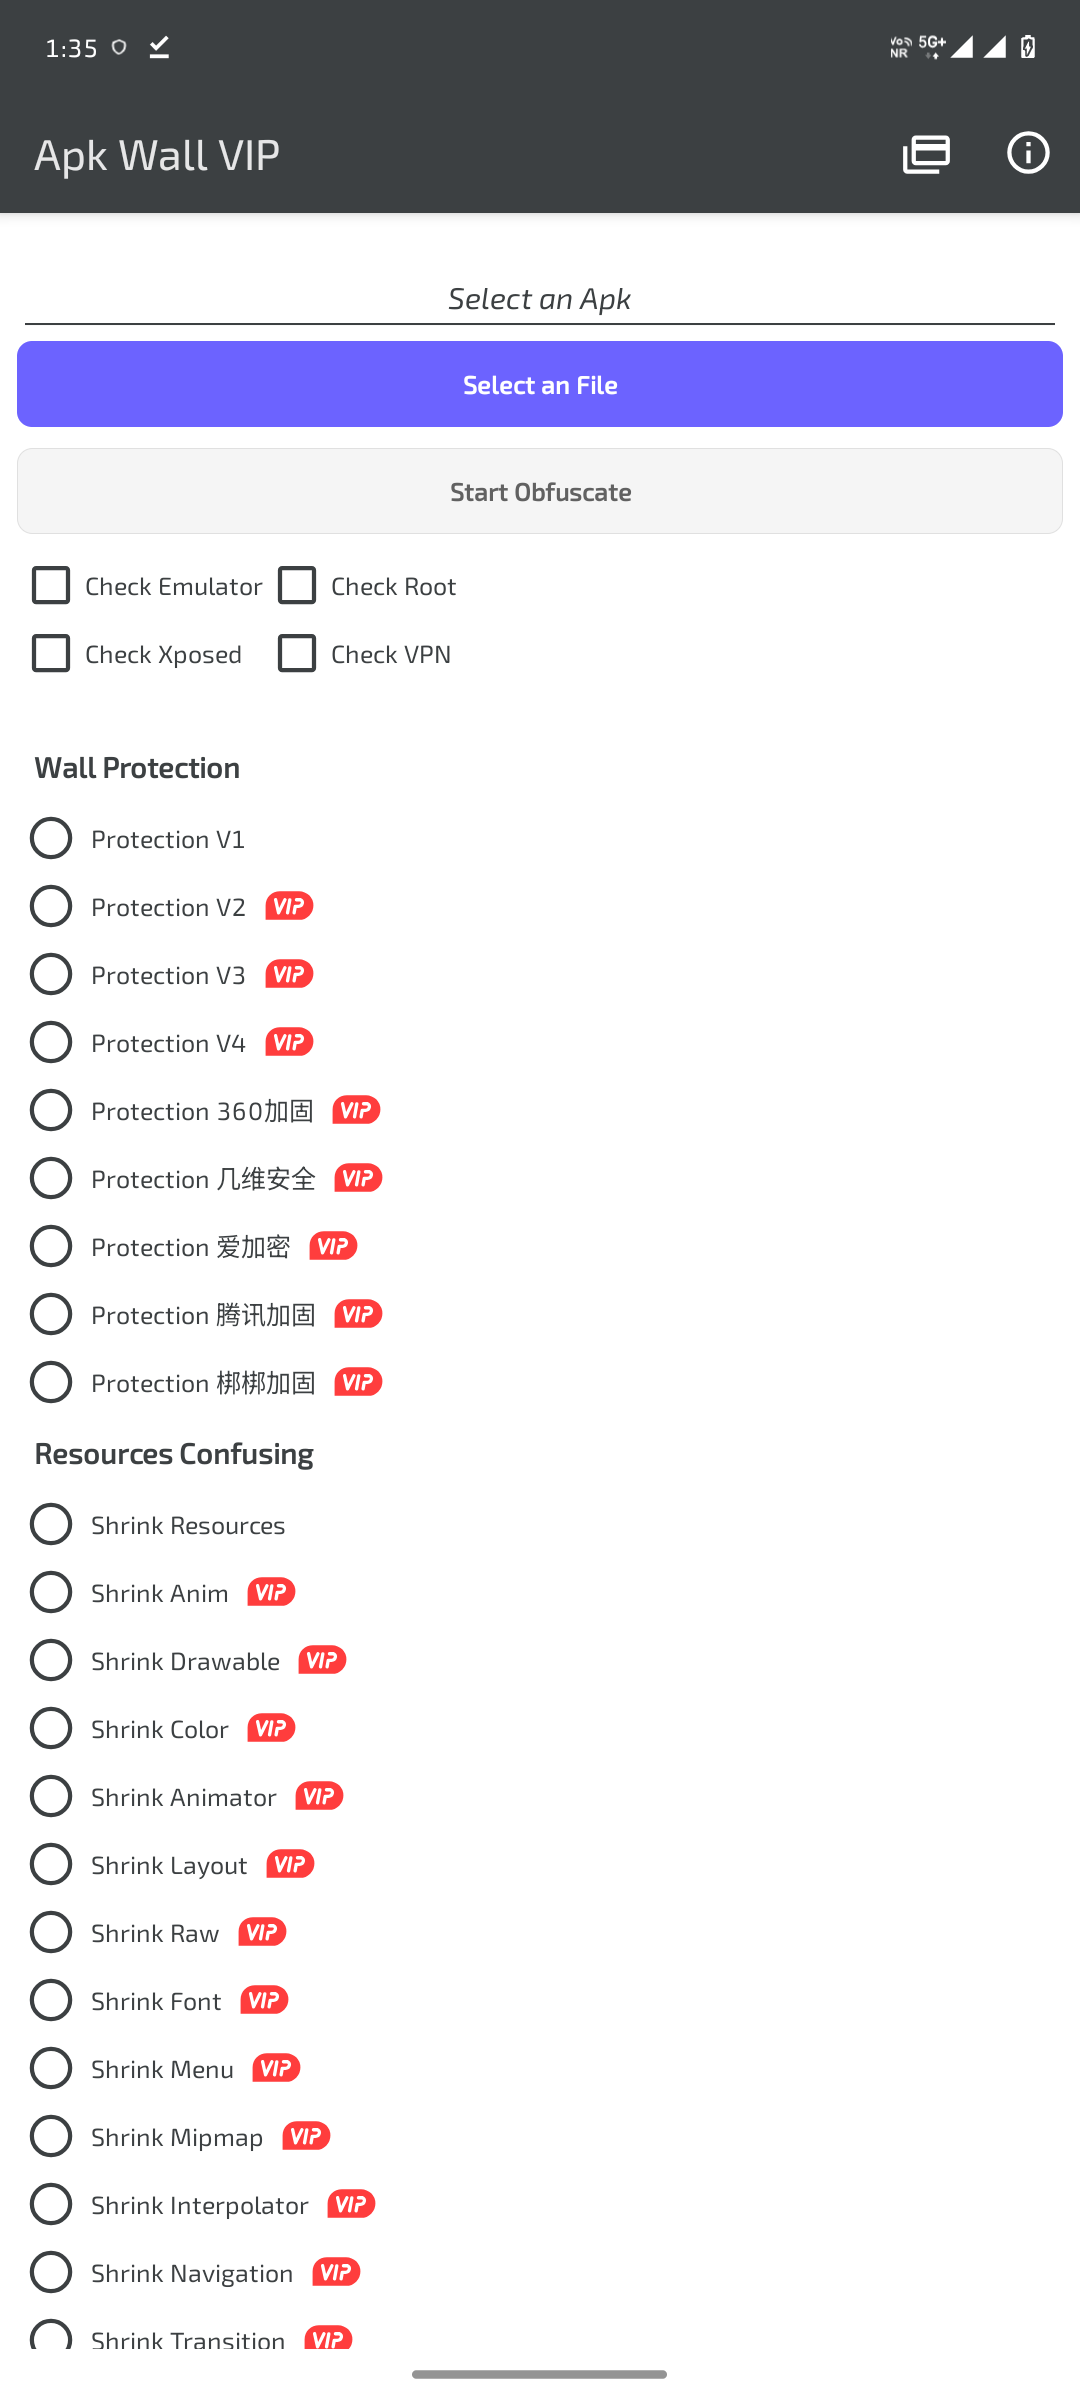 1:35 VoNR 5G+
Apk Wall VIP
Select an Apk
Select an File
Start Obfuscate
Check Emulator Check Root
Check Xposed Check VPN
Wall Protection
Protection V1
Protection V2 VIP
Protection V3 VIP
Protection V4 VIP
Protection 360加固 VIP
Protection 几维安全 VIP
Protection 爱加密 VIP
Protection 腾讯加固 VIP
Protection 梆梆加固 VIP
Resources Confusing
Shrink Resources
Shrink Anim VIP
Shrink Drawable VIP
Shrink Color VIP
Shrink Animator VIP
Shrink Layout VIP
Shrink Raw VIP
Shrink Font VIP
Shrink Menu VIP
Shrink Mipmap VIP
Shrink Interpolator VIP
Shrink Navigation VIP
Shrink Transition VIP